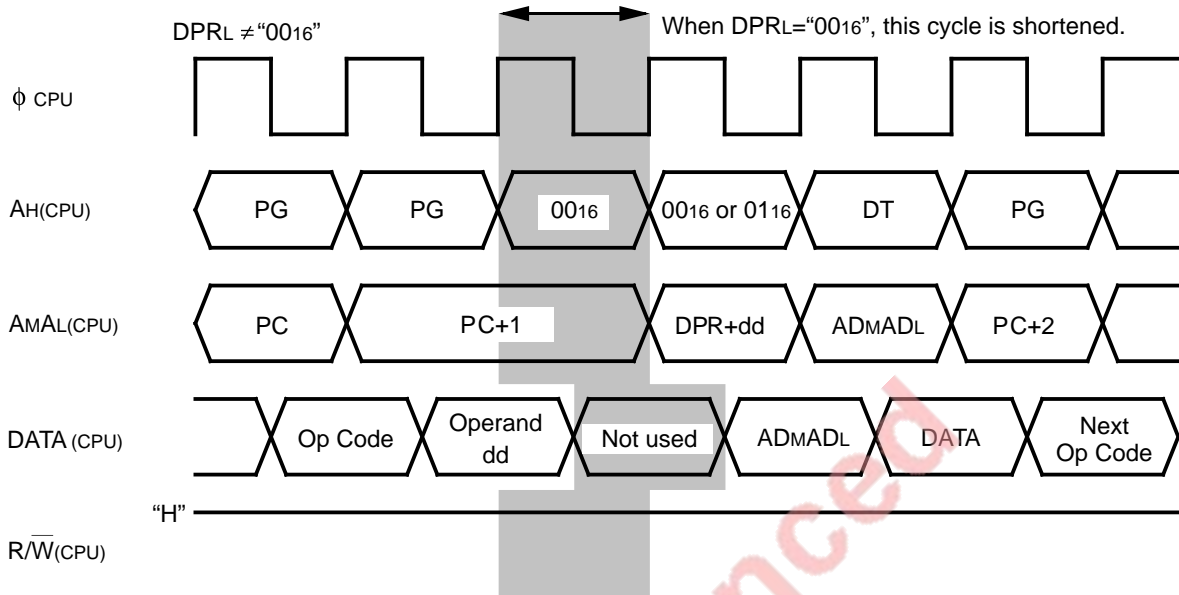 DPRL ≠ “0016”
When DPRL=“0016”, this cycle is shortened.
ϕ CPU
AH(CPU) PG PG 0016 0016 or 0116 DT PG
AMAL(CPU) PC PC+1 DPR+dd ADMADL PC+2
DATA (CPU) Op Code Operand dd Not used ADMADL DATA Next Op Code
“H”
R/W̅(CPU)